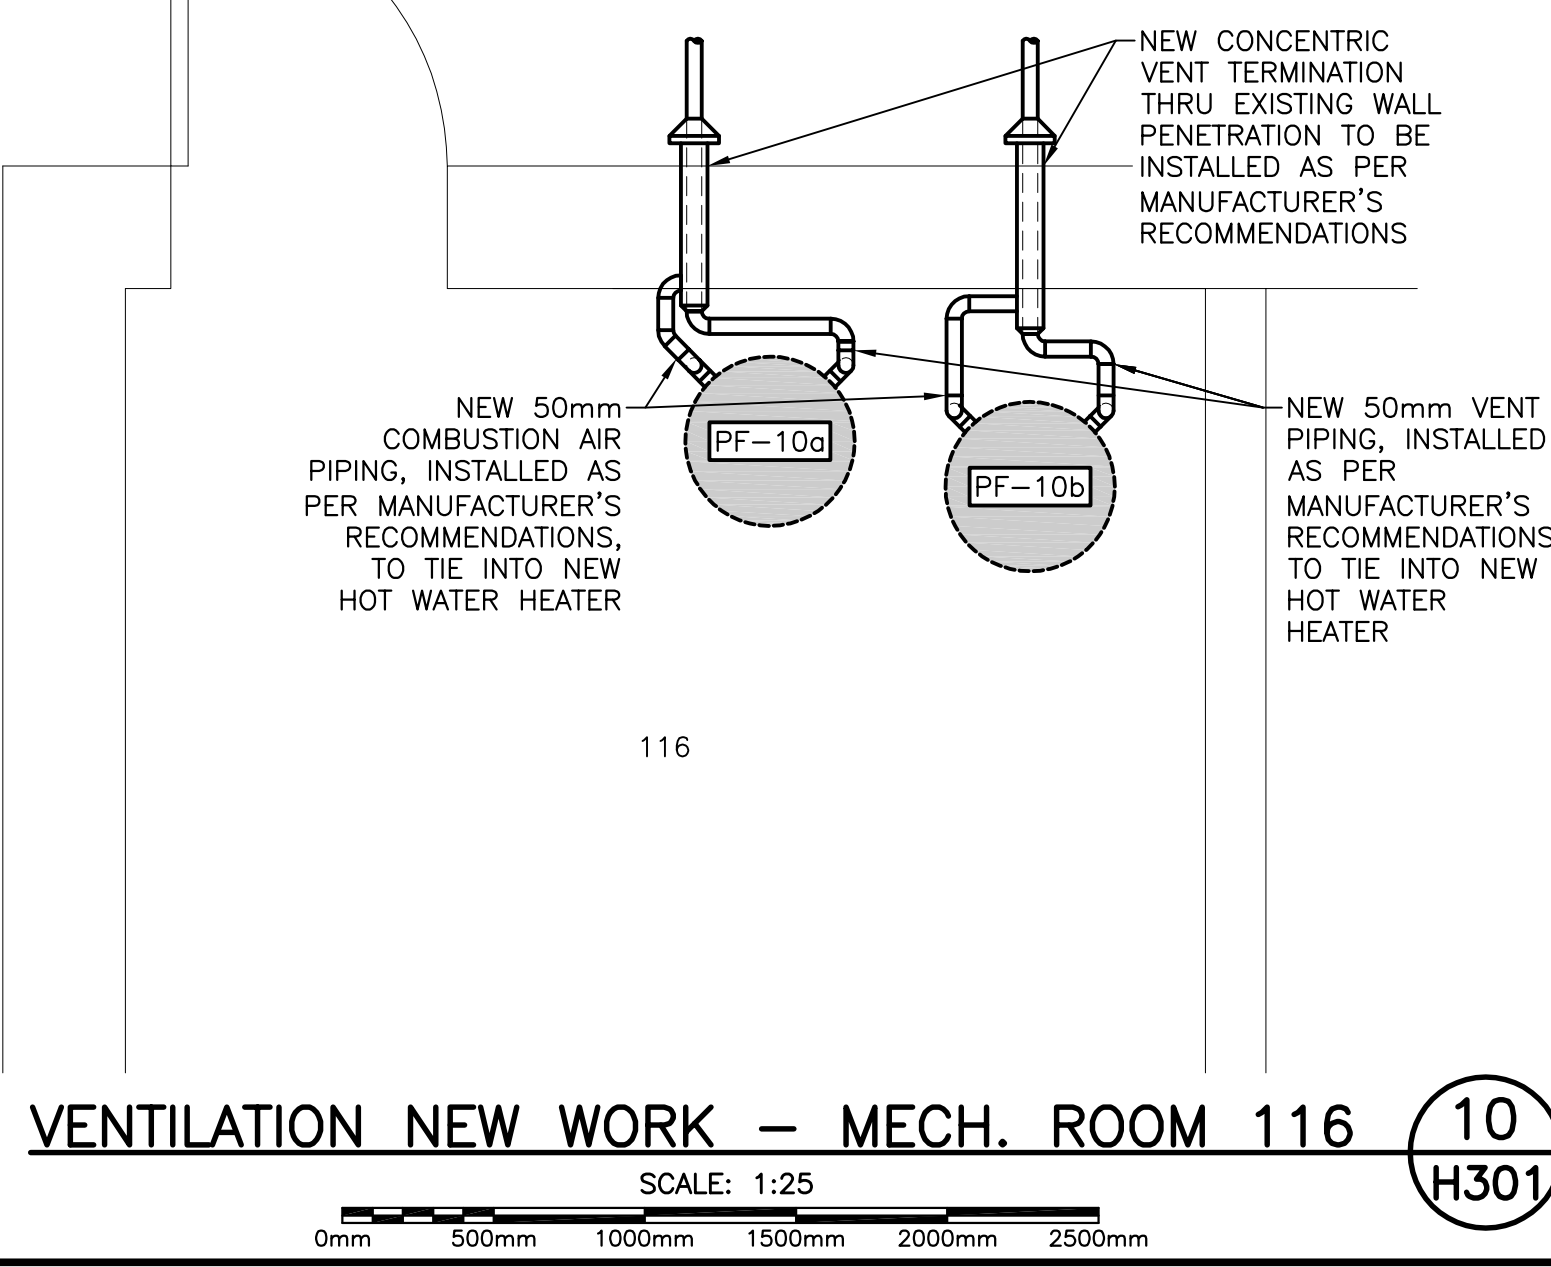 NEW CONCENTRIC
VENT TERMINATION
THRU EXISTING WALL
PENETRATION TO BE
INSTALLED AS PER
MANUFACTURER'S
RECOMMENDATIONS
NEW 50mm
COMBUSTION AIR
PIPING, INSTALLED AS
PER MANUFACTURER'S
RECOMMENDATIONS,
TO TIE INTO NEW
HOT WATER HEATER
PF-10a
PF-10b
NEW 50mm VENT
PIPING, INSTALLED
AS PER
MANUFACTURER'S
RECOMMENDATIONS
TO TIE INTO NEW
HOT WATER
HEATER
116
VENTILATION NEW WORK – MECH. ROOM 116
10
H301
SCALE: 1:25
0mm 500mm 1000mm 1500mm 2000mm 2500mm